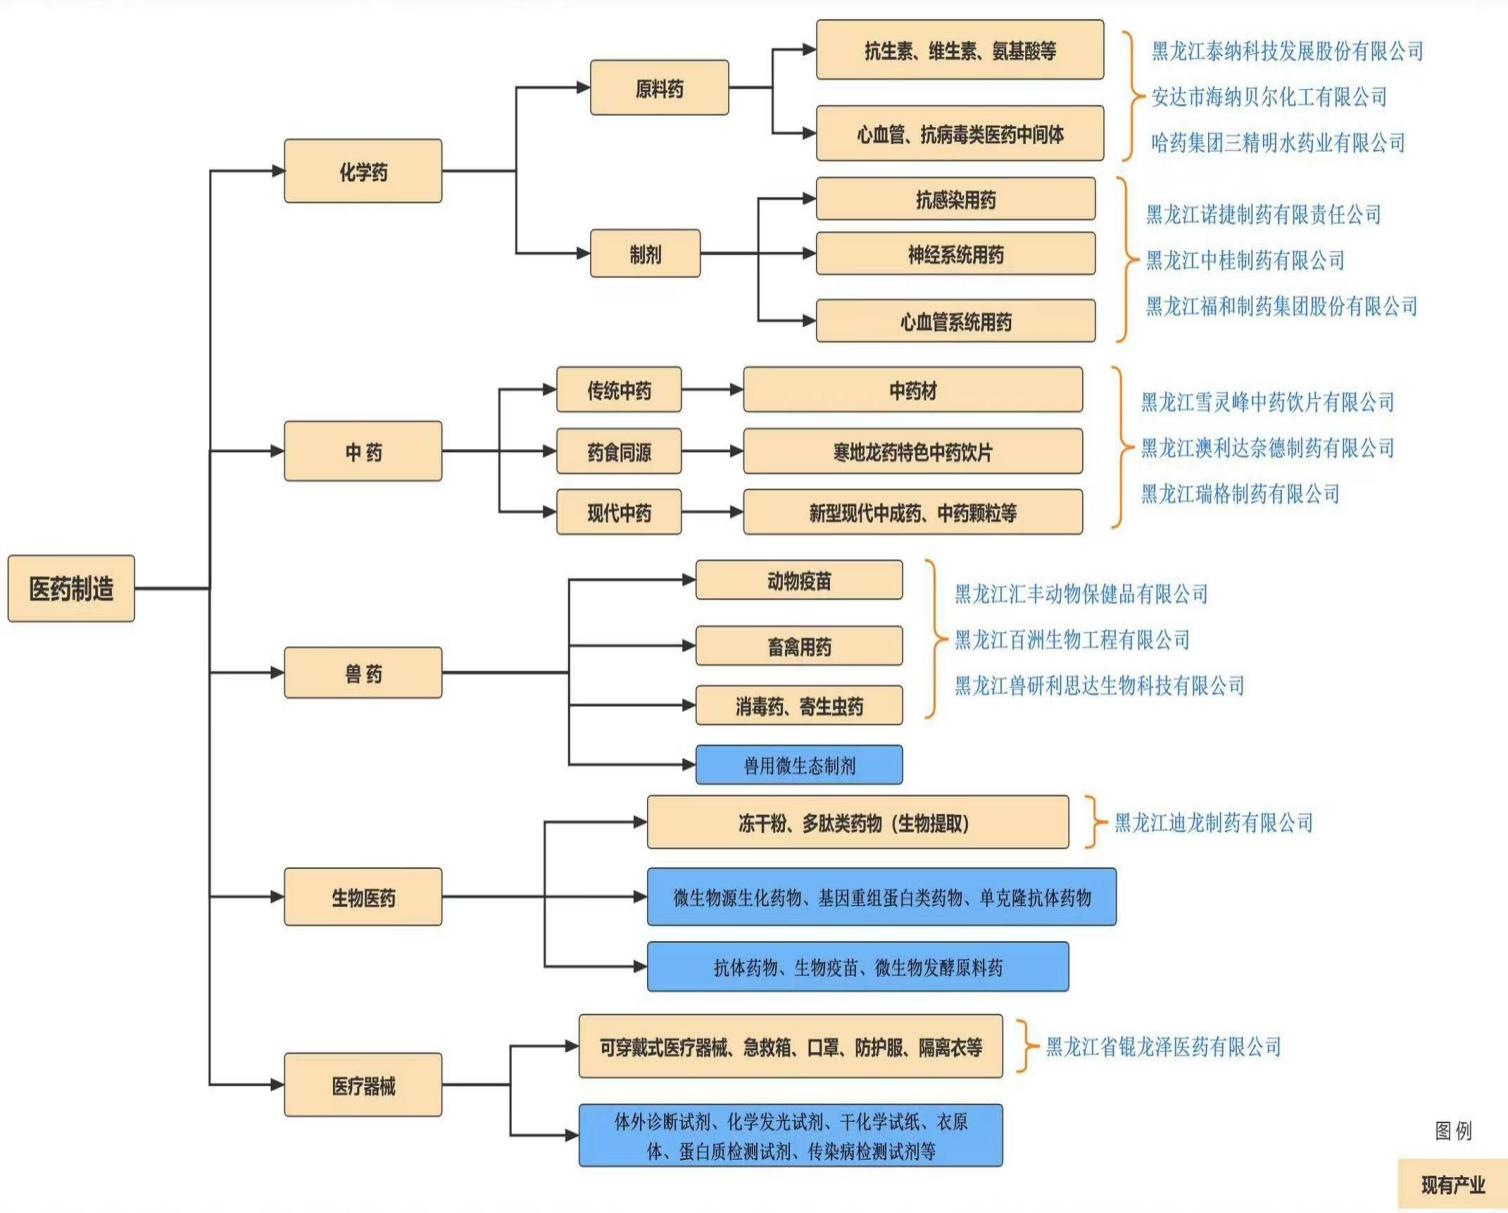 医药制造
化学药
原料药
抗生素、维生素、氨基酸等
心血管、抗病毒类医药中间体
黑龙江泰纳科技发展股份有限公司
安达市海纳贝尔化工有限公司
哈药集团三精明水药业有限公司
制剂
抗感染用药
神经系统用药
心血管系统用药
黑龙江诺捷制药有限责任公司
黑龙江中桂制药有限公司
黑龙江福和制药集团股份有限公司
中药
传统中药
中药材
药食同源
寒地龙药特色中药饮片
现代中药
新型现代中成药、中药颗粒等
黑龙江雪灵峰中药饮片有限公司
黑龙江澳利达奈德制药有限公司
黑龙江瑞格制药有限公司
兽药
动物疫苗
畜禽用药
消毒药、寄生虫药
兽用微生态制剂
黑龙江汇丰动物保健品有限公司
黑龙江百洲生物工程有限公司
黑龙江兽研利思达生物科技有限公司
生物医药
冻干粉、多肽类药物（生物提取）
黑龙江迪龙制药有限公司
微生物源生化药物、基因重组蛋白类药物、单克隆抗体药物
抗体药物、生物疫苗、微生物发酵原料药
医疗器械
可穿戴式医疗器械、急救箱、口罩、防护服、隔离衣等
黑龙江省锟龙泽医药有限公司
体外诊断试剂、化学发光试剂、干化学试纸、衣原
体、蛋白质检测试剂、传染病检测试剂等
图例
现有产业